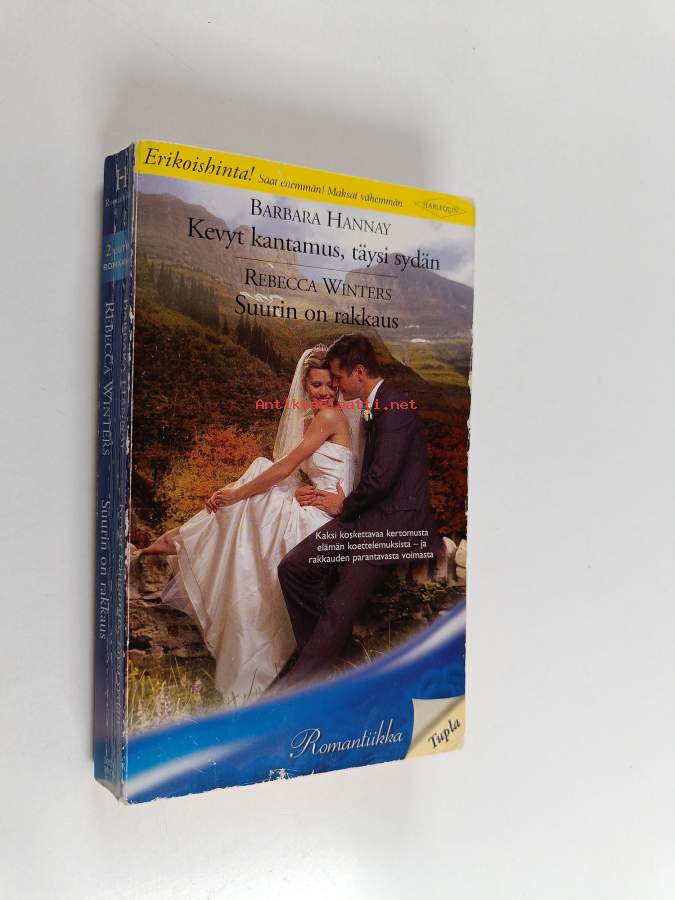 Erikoishinta! Saat enemmän! Maksat vähemmän
HARLEQUIN
BARBARA HANNAY
Kevyt kantamus, täysi sydän
REBECCA WINTERS
Suurin on rakkaus
Antiikkaplaatti.net
Kaksi koskettavaa kertomusta
elämän koettelemuksista – ja
rakkauden parantavasta voimasta
Romantiikka
Tupla
REBECCA WINTERS
Suurin on rakkaus